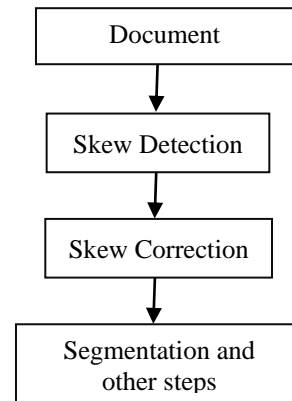 Document
Skew Detection
Skew Correction
Segmentation and
other steps